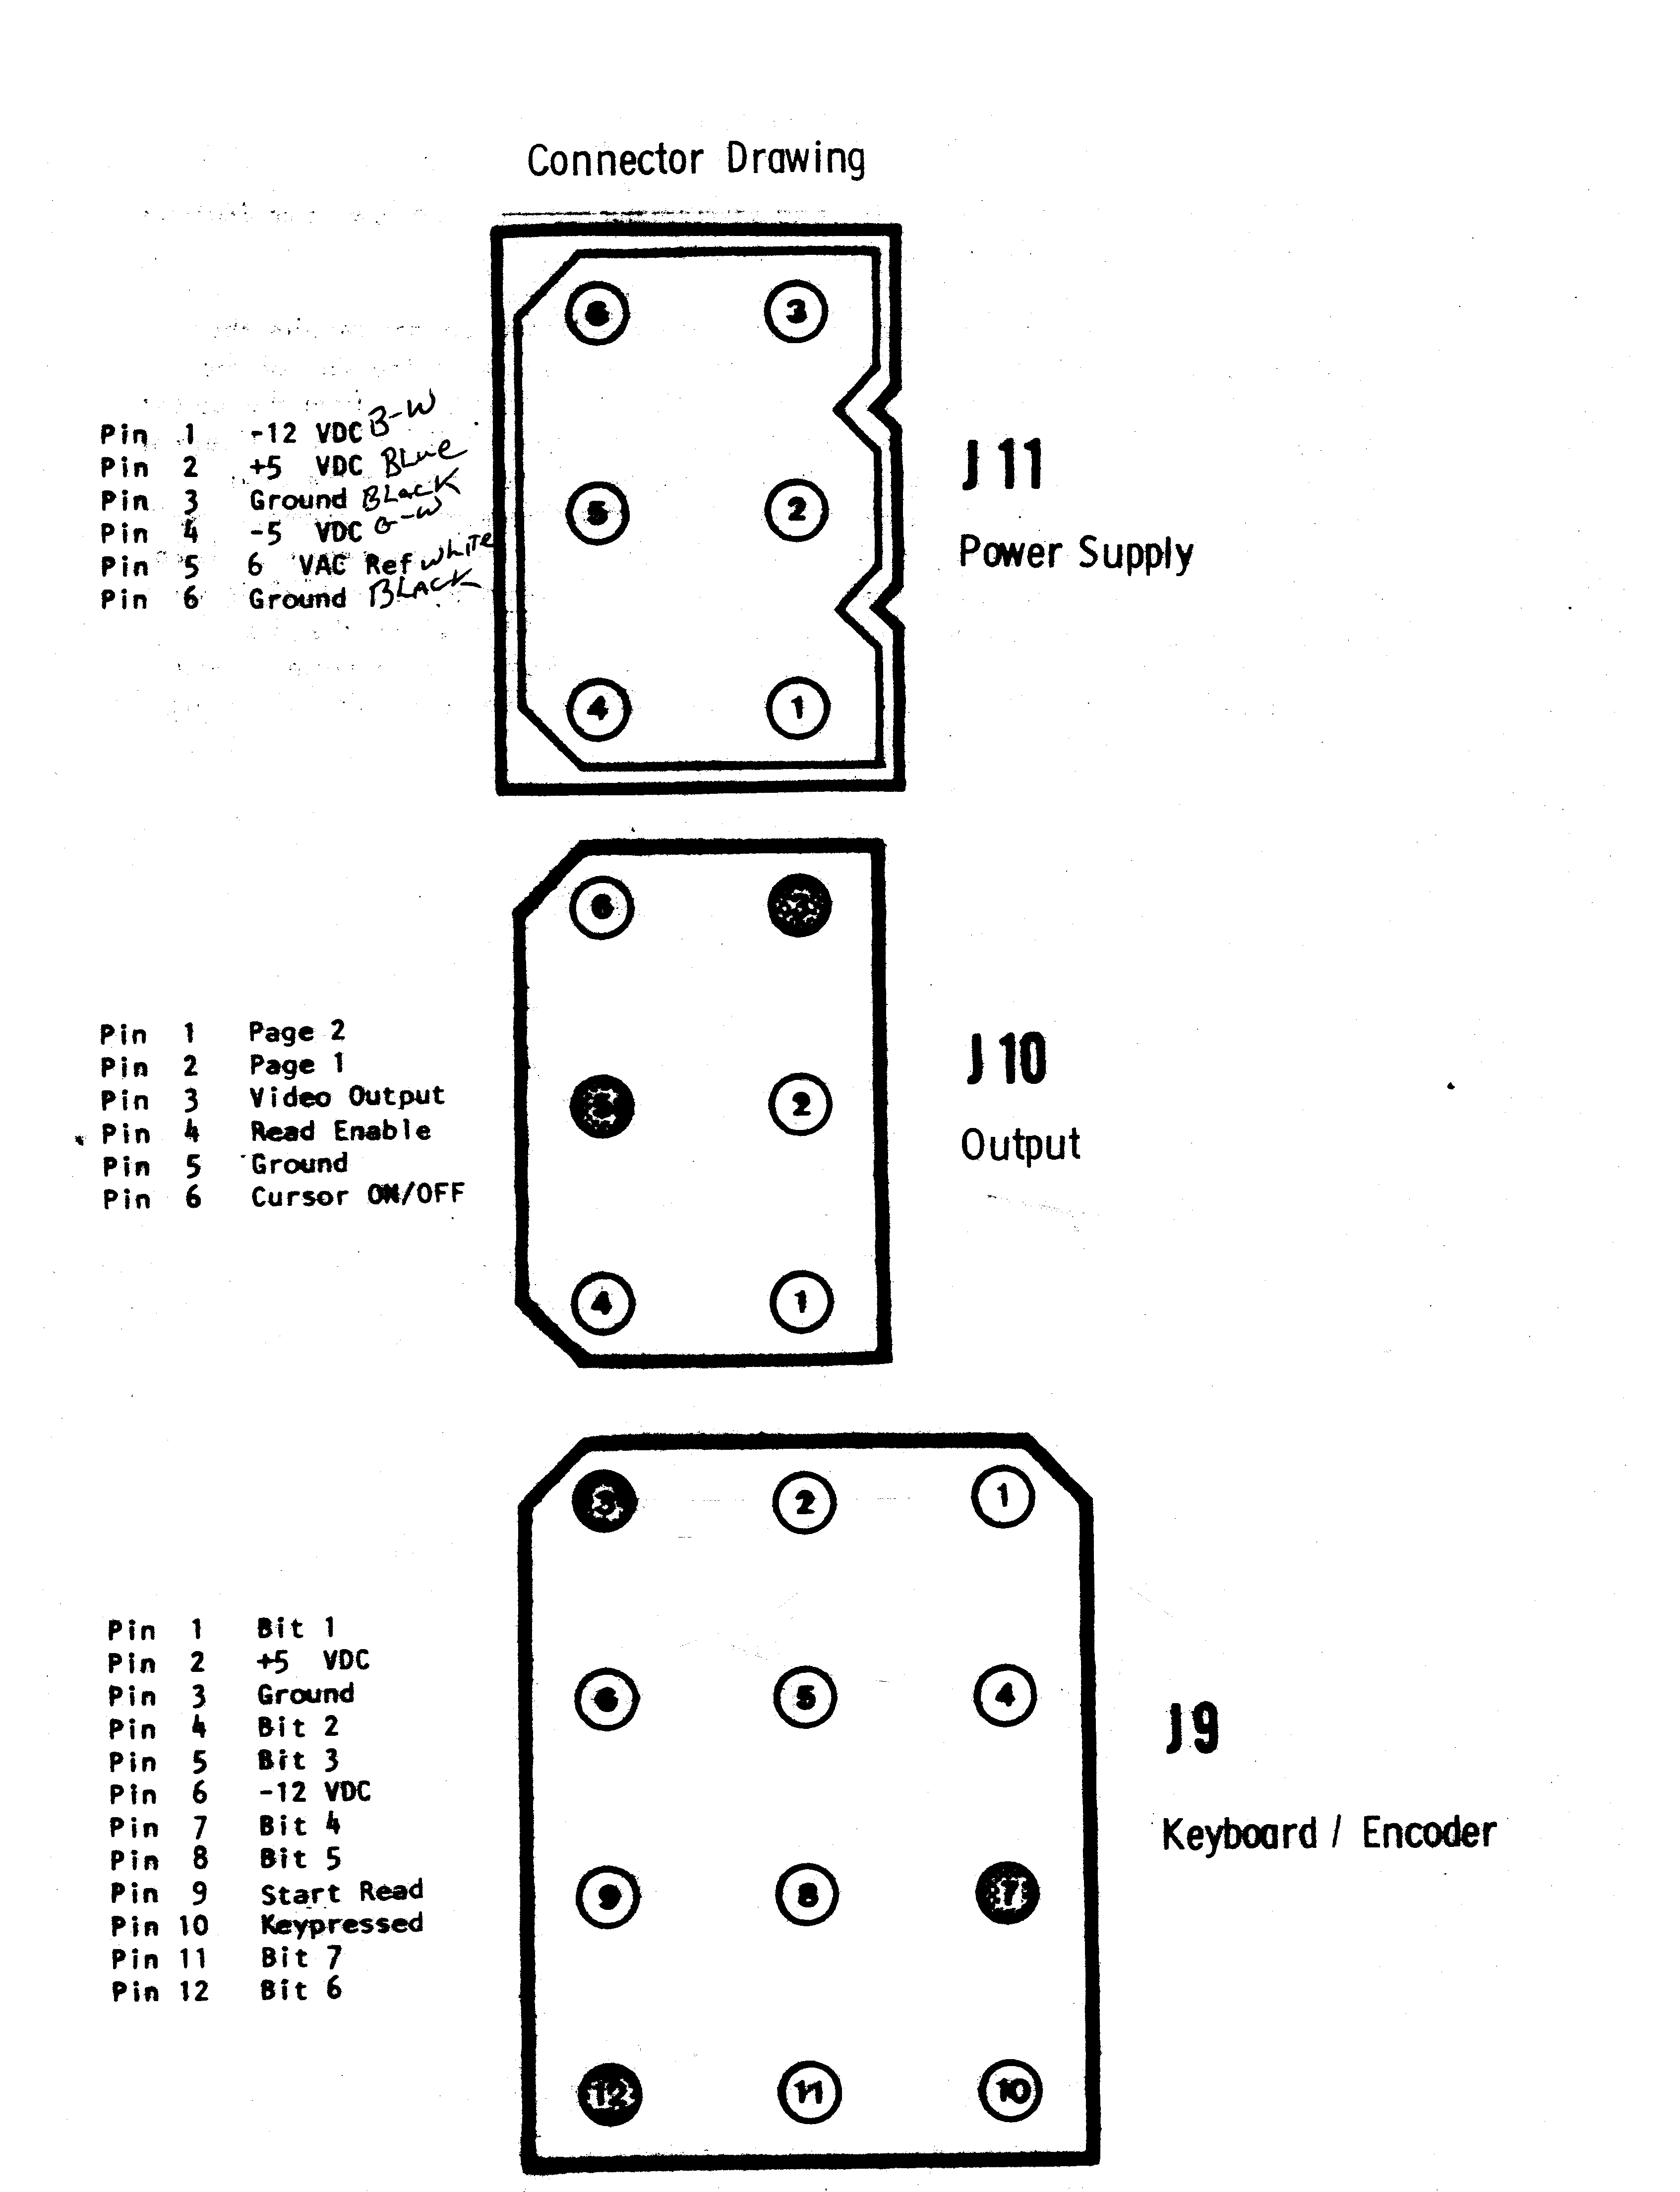 Connector Drawing
6 3
Pin 1 -12 VDC B-W
Pin 2 +5 VDC BLue
Pin 3 Ground BLacK
Pin 4 -5 VDC G-W
Pin 5 6 VAC Ref wHITE
Pin 6 Ground BLACK
5 2
J11
Power Supply
4 1
6
Pin 1 Page 2
Pin 2 Page 1
Pin 3 Video Output
Pin 4 Read Enable
Pin 5 Ground
Pin 6 Cursor ON/OFF
2
J10
Output
4 1
3 2 1
6 5 4
Pin 1 Bit 1
Pin 2 +5 VDC
Pin 3 Ground
Pin 4 Bit 2
Pin 5 Bit 3
Pin 6 -12 VDC
Pin 7 Bit 4
Pin 8 Bit 5
Pin 9 Start Read
Pin 10 Keypressed
Pin 11 Bit 7
Pin 12 Bit 6
J9
Keyboard / Encoder
9 8 7
12 11 10